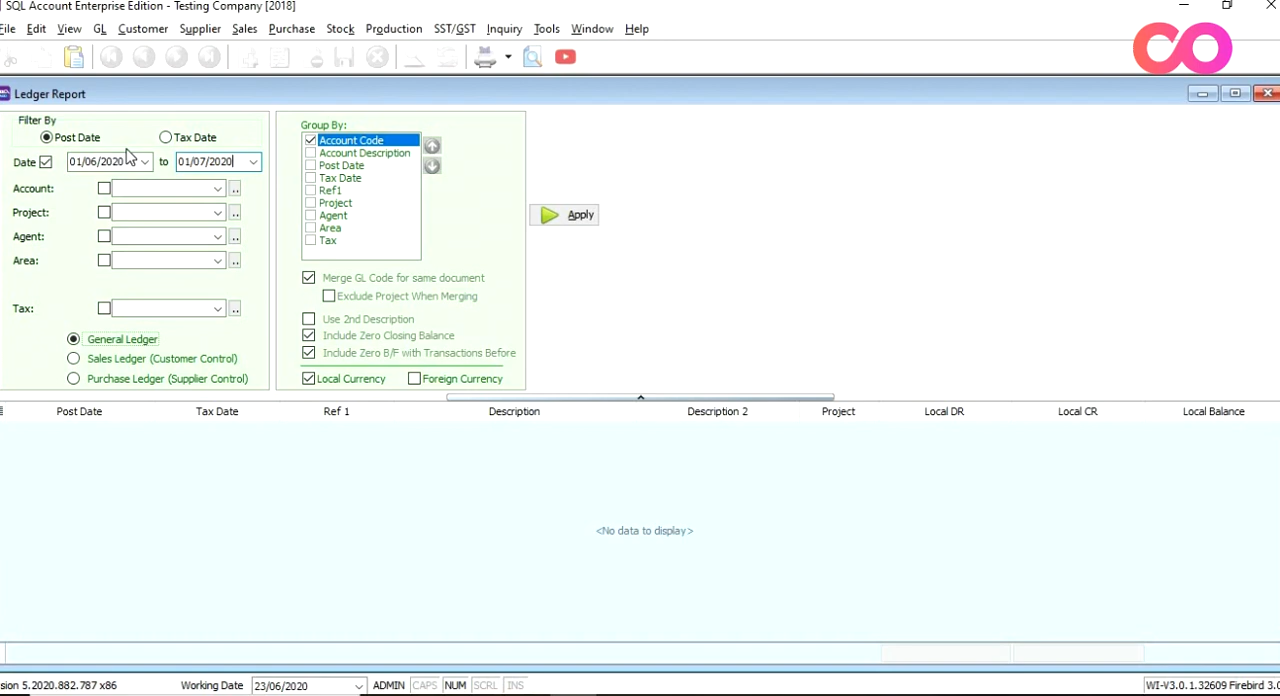 SQL Account Enterprise Edition - Testing Company [2018]
File Edit View GL Customer Supplier Sales Purchase Stock Production SST/GST Inquiry Tools Window Help
CO
Ledger Report
Filter By
Post Date Tax Date
Date 01/06/2020 to 01/07/2020
Account: ..
Project: ..
Agent: ..
Area: ..
Tax: ..
General Ledger
Sales Ledger (Customer Control)
Purchase Ledger (Supplier Control)
Group By:
Account Code
Account Description
Post Date
Tax Date
Ref1
Project
Agent
Area
Tax
Merge GL Code for same document
Exclude Project When Merging
Use 2nd Description
Include Zero Closing Balance
Include Zero B/F with Transactions Before
Local Currency Foreign Currency
Apply
Post Date Tax Date Ref 1 Description Description 2 Project Local DR Local CR Local Balance
<No data to display>
sion 5.2020.882.787 x86 Working Date 23/06/2020 ADMIN CAPS NUM SCRL INS WI-V3.0.1.32609 Firebird 3.0